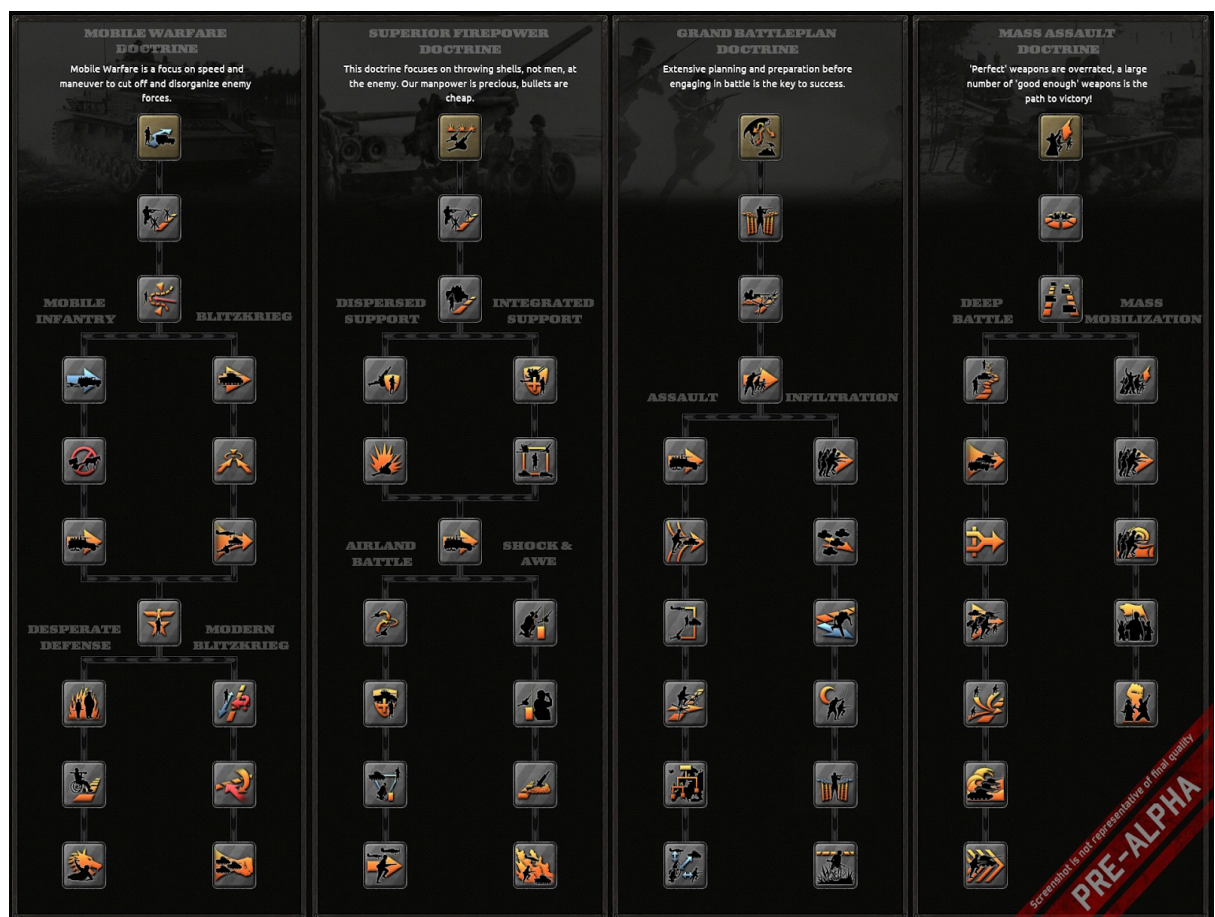 MOBILE WARFARE
DOCTRINE
Mobile Warfare is a focus on speed and
maneuver to cut off and disorganize enemy
forces.
MOBILE
INFANTRY
BLITZKRIEG
DESPERATE
DEFENSE
MODERN
BLITZKRIEG
SUPERIOR FIREPOWER
DOCTRINE
This doctrine focuses on throwing shells, not men, at
the enemy. Our manpower is precious, bullets are
cheap.
DISPERSED
SUPPORT
INTEGRATED
SUPPORT
AIRLAND
BATTLE
SHOCK &
AWE
GRAND BATTLEPLAN
DOCTRINE
Extensive planning and preparation before
engaging in battle is the key to success.
ASSAULT
INFILTRATION
MASS ASSAULT
DOCTRINE
'Perfect' weapons are overrated, a large
number of 'good enough' weapons is the
path to victory!
DEEP
BATTLE
MASS
MOBILIZATION
Screenshot is not representative of final quality
PRE-ALPHA